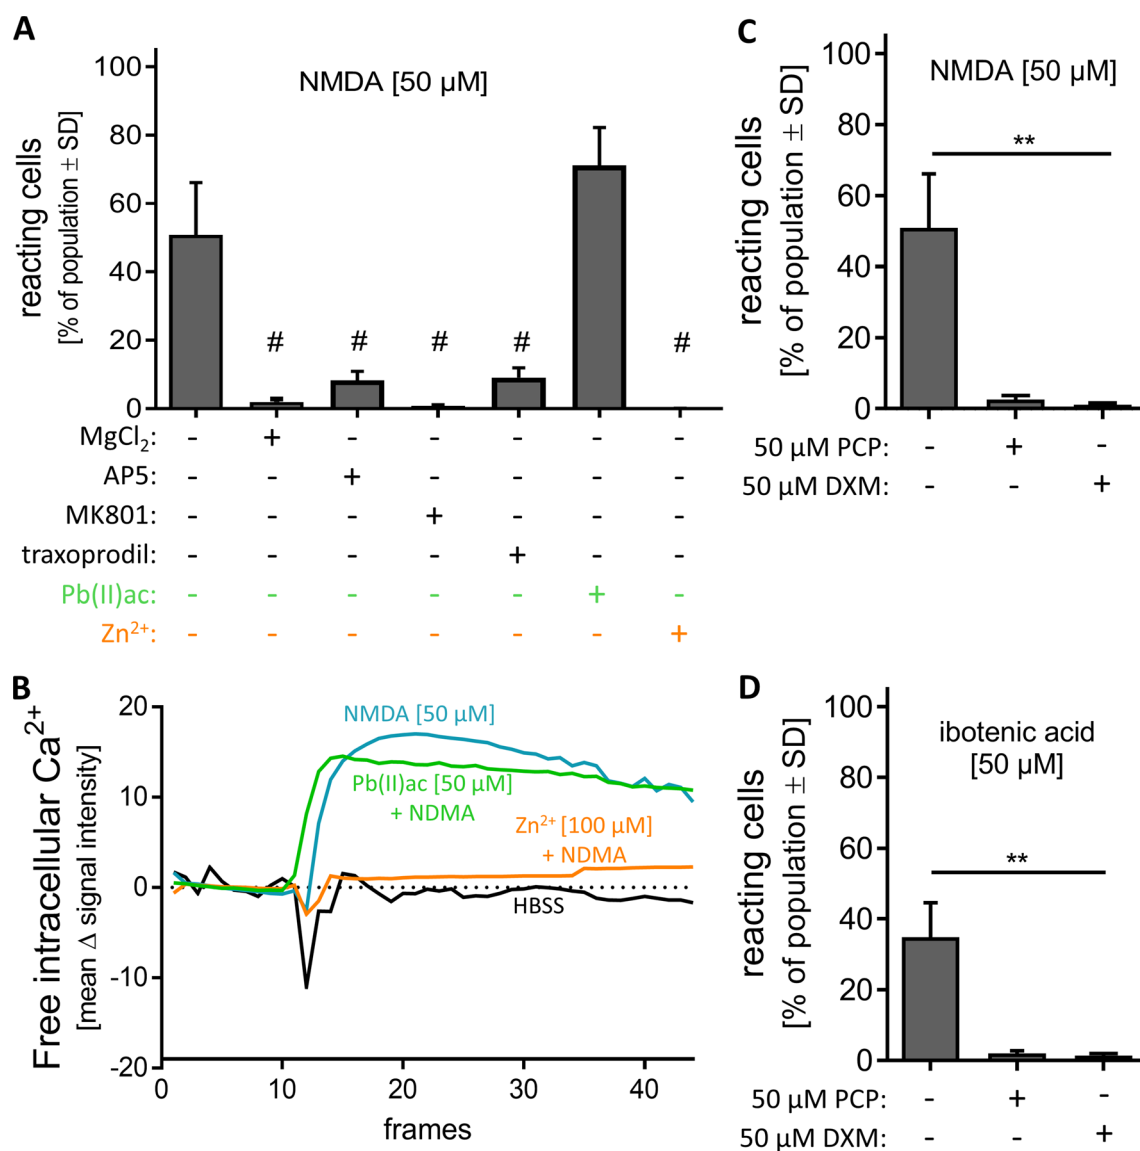 A
NMDA [50 µM]
reacting cells
[% of population ± SD]
100
80
60
40
20
0
# # # # #
MgCl2: - + - - - - -
AP5: - - + - - - -
MK801: - - - + - - -
traxoprodil: - - - - + - -
Pb(II)ac: - - - - - + -
Zn2+: - - - - - - +
B
Free intracellular Ca2+
[mean Δ signal intensity]
20
10
0
-10
-20
NMDA [50 µM]
Pb(II)ac [50 µM]
+ NDMA
Zn2+ [100 µM]
+ NDMA
HBSS
0 10 20 30 40
frames
C
NMDA [50 µM]
reacting cells
[% of population ± SD]
100
80
60
40
20
0
**
50 µM PCP: - + -
50 µM DXM: - - +
D
ibotenic acid
[50 µM]
reacting cells
[% of population ± SD]
100
80
60
40
20
0
**
50 µM PCP: - + -
50 µM DXM: - - +